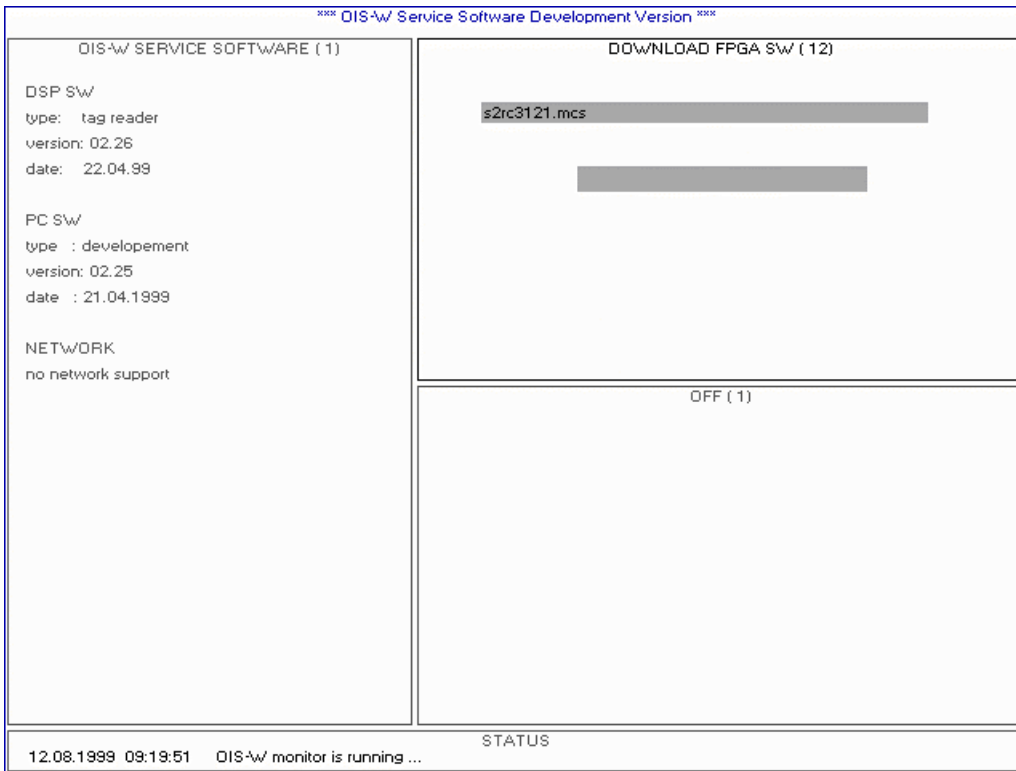 *** OIS-W Service Software Development Version ***
OIS-W SERVICE SOFTWARE ( 1 )
DSP SW
type: tag reader
version: 02.26
date: 22.04.99
PC SW
type : developement
version: 02.25
date : 21.04.1999
NETWORK
no network support
DOWNLOAD FPGA SW ( 12 )
s2rc3121.mcs
OFF ( 1 )
STATUS
12.08.1999 09:19:51 OIS-W monitor is running ...